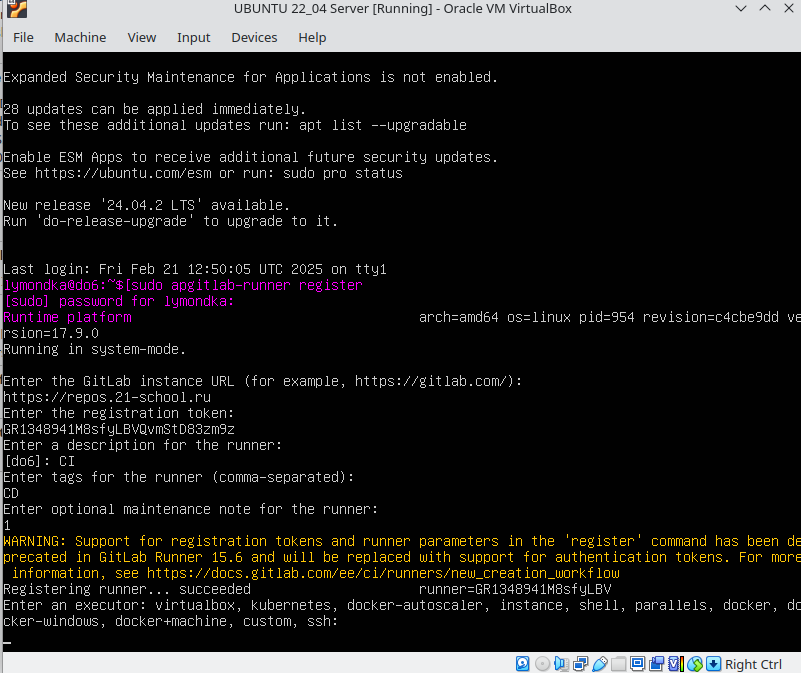 UBUNTU 22_04 Server [Running] - Oracle VM VirtualBox
File Machine View Input Devices Help
Expanded Security Maintenance for Applications is not enabled.
28 updates can be applied immediately.
To see these additional updates run: apt list --upgradable
Enable ESM Apps to receive additional future security updates.
See https://ubuntu.com/esm or run: sudo pro status
New release '24.04.2 LTS' available.
Run 'do-release-upgrade' to upgrade to it.
Last login: Fri Feb 21 12:50:05 UTC 2025 on tty1
lymondka@do6:~$[sudo apgitlab-runner register
[sudo] password for lymondka:
Runtime platform arch=amd64 os=linux pid=954 revision=c4cbe9dd ve
rsion=17.9.0
Running in system-mode.
Enter the GitLab instance URL (for example, https://gitlab.com/):
https://repos.21-school.ru
Enter the registration token:
GR1348941M8sfyLBVQvmStD83zm9z
Enter a description for the runner:
[do6]: CI
Enter tags for the runner (comma-separated):
CD
Enter optional maintenance note for the runner:
1
WARNING: Support for registration tokens and runner parameters in the 'register' command has been de
precated in GitLab Runner 15.6 and will be replaced with support for authentication tokens. For more
information, see https://docs.gitlab.com/ee/ci/runners/new_creation_workflow
Registering runner... succeeded runner=GR1348941M8sfyLBV
Enter an executor: virtualbox, kubernetes, docker-autoscaler, instance, shell, parallels, docker, do
cker-windows, docker+machine, custom, ssh:
Right Ctrl